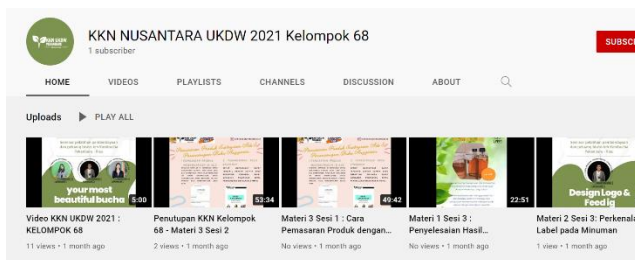 KKN NUSANTARA UKDW 2021 Kelompok 68
1 subscriber
SUBSC
HOME VIDEOS PLAYLISTS CHANNELS DISCUSSION ABOUT
Uploads PLAY ALL
your most
beautiful bucha
5:00
53:34
49:42
22:51
Design Logo &
Feed ig
Video KKN UKDW 2021 :
KELOMPOK 68
11 views • 1 month ago
Penutupan KKN Kelompok
68 - Materi 3 Sesi 2
2 views • 1 month ago
Materi 3 Sesi 1 : Cara
Pemasaran Produk dengan...
No views • 1 month ago
Materi 1 Sesi 3 :
Penyelesaian Hasil...
No views • 1 month ago
Materi 2 Sesi 3: Perkenala
Label pada Minuman
1 view • 1 month ago